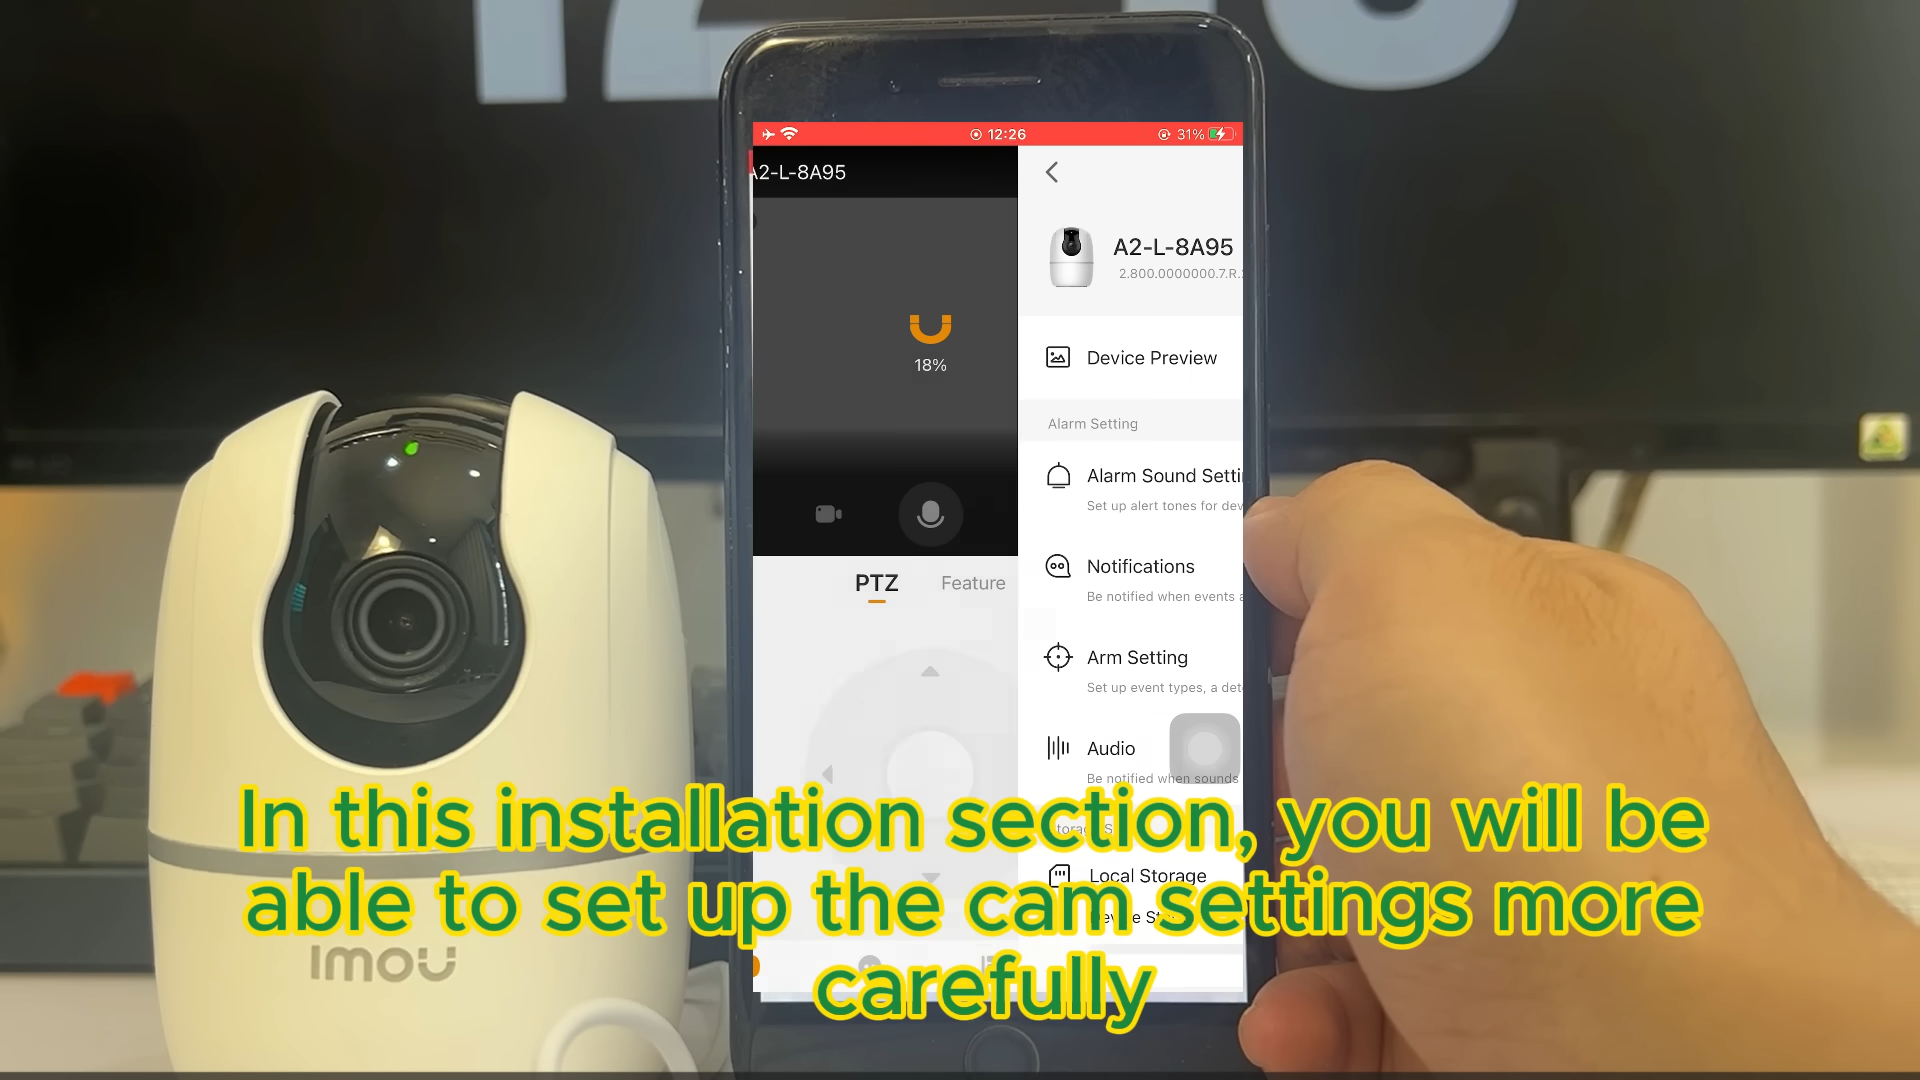 12:26
31%
A2-L-8A95
A2-L-8A95
2.800.0000000.7.R.
18%
Device Preview
Alarm Setting
Alarm Sound Setti
Set up alert tones for dev
Notifications
Be notified when events a
PTZ Feature
Arm Setting
Set up event types, a det
Audio
Be notified when sounds
Local Storage
In this installation section, you will be
able to set up the cam settings more
carefully
imou